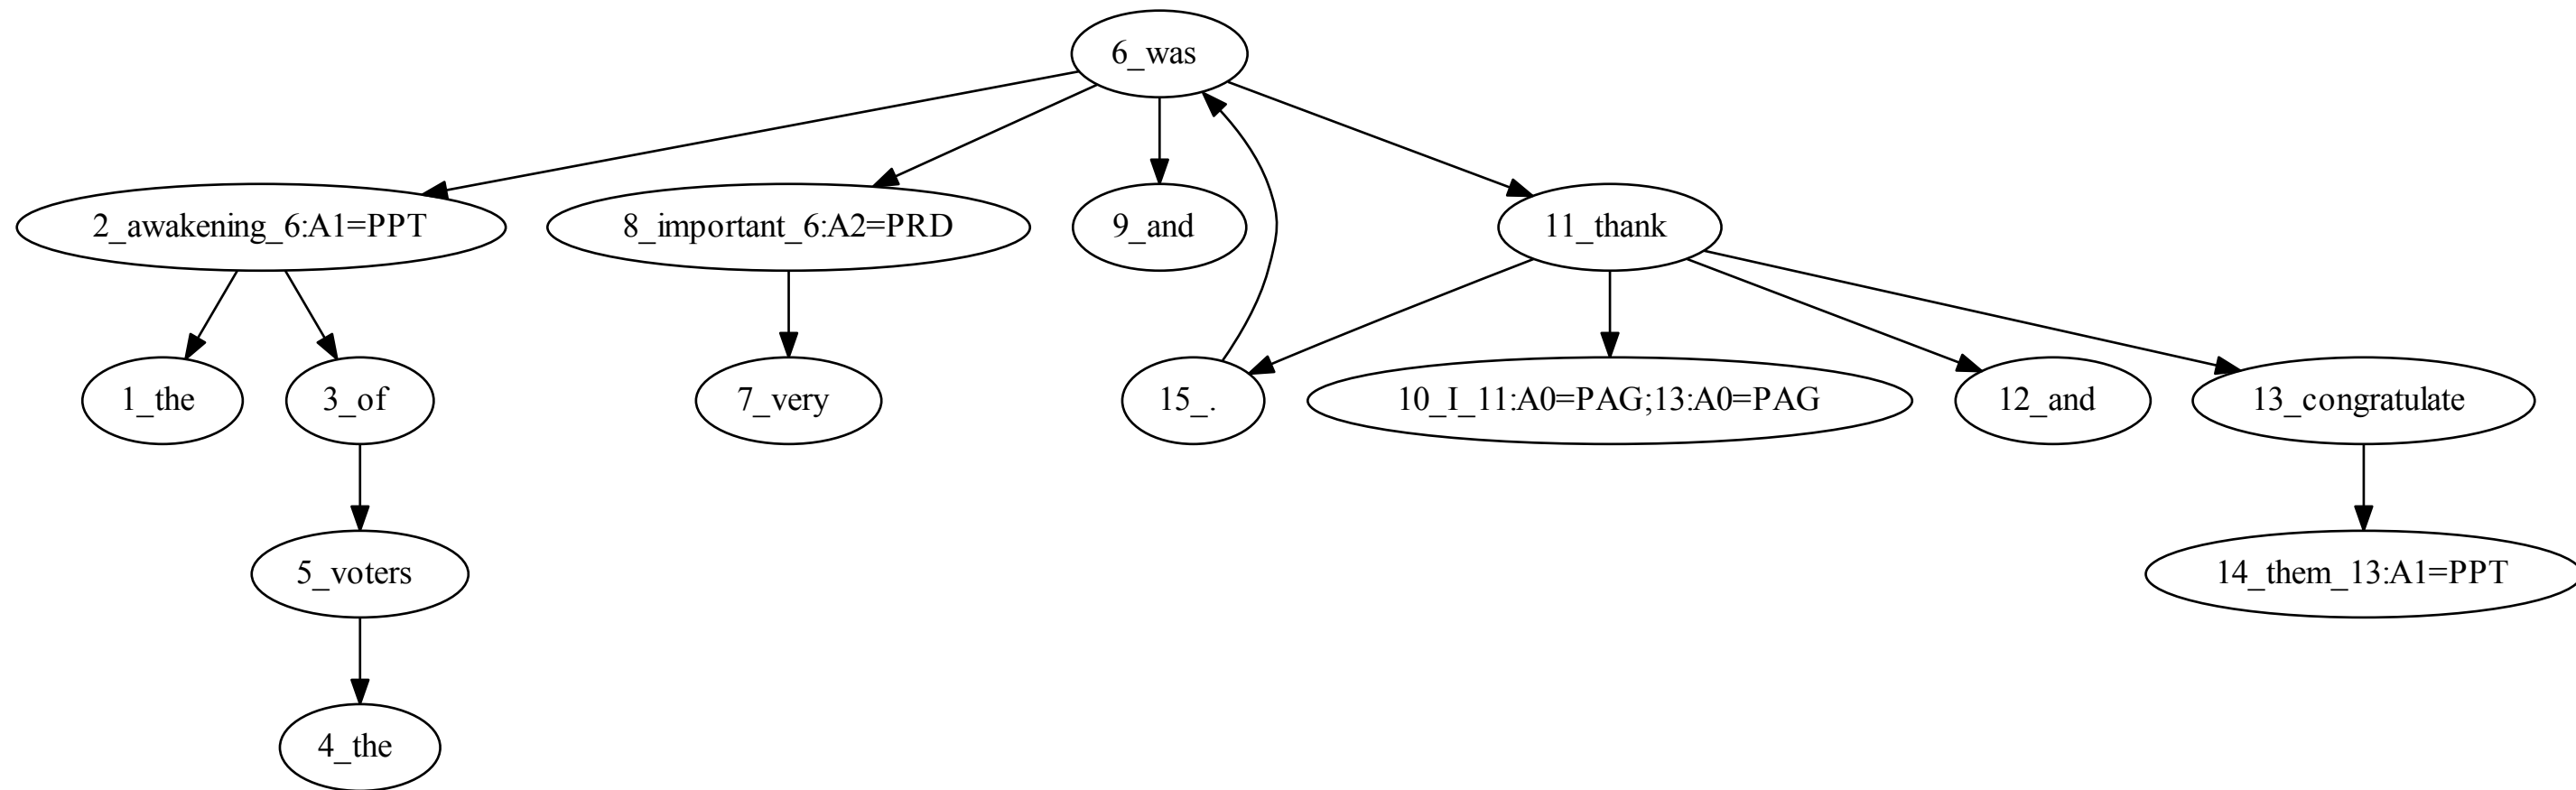 6_was
2_awakening_6:A1=PPT
8_important_6:A2=PRD
9_and
11_thank
1_the
3_of
7_very
15_.
10_I_11:A0=PAG;13:A0=PAG
12_and
13_congratulate
5_voters
14_them_13:A1=PPT
4_the